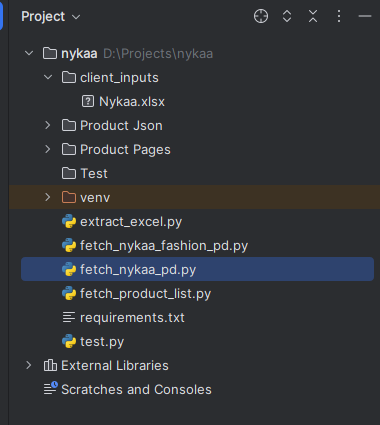 Project
nykaa D:\Projects\nykaa
client_inputs
Nykaa.xlsx
Product Json
Product Pages
Test
venv
extract_excel.py
fetch_nykaa_fashion_pd.py
fetch_nykaa_pd.py
fetch_product_list.py
requirements.txt
test.py
External Libraries
Scratches and Consoles